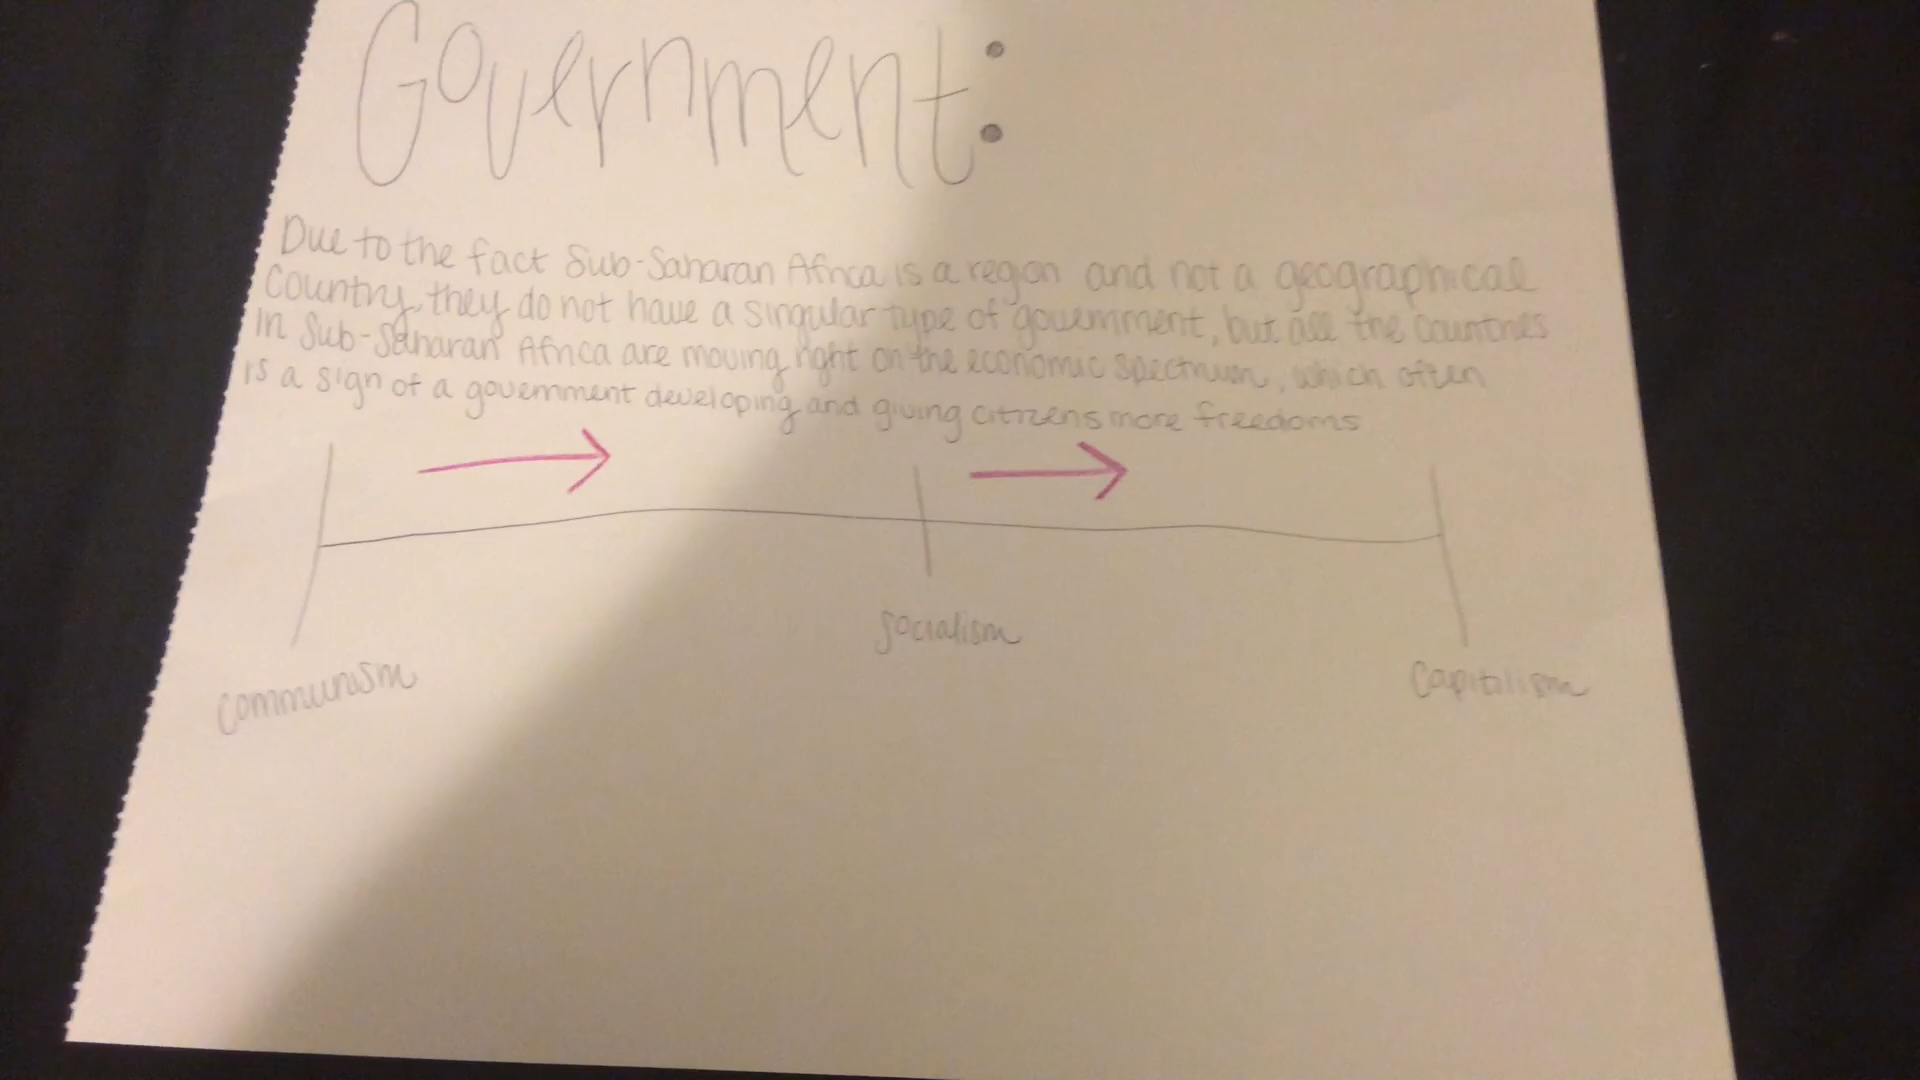 Government:
Due to the fact Sub-Saharan Africa is a region and not a geographical
Country, they do not have a singular type of government, but all the countries
in Sub-Saharan Africa are moving right on the economic spectrum, which often
is a sign of a government developing and giving citizens more freedoms
communism
socialism
Capitilism